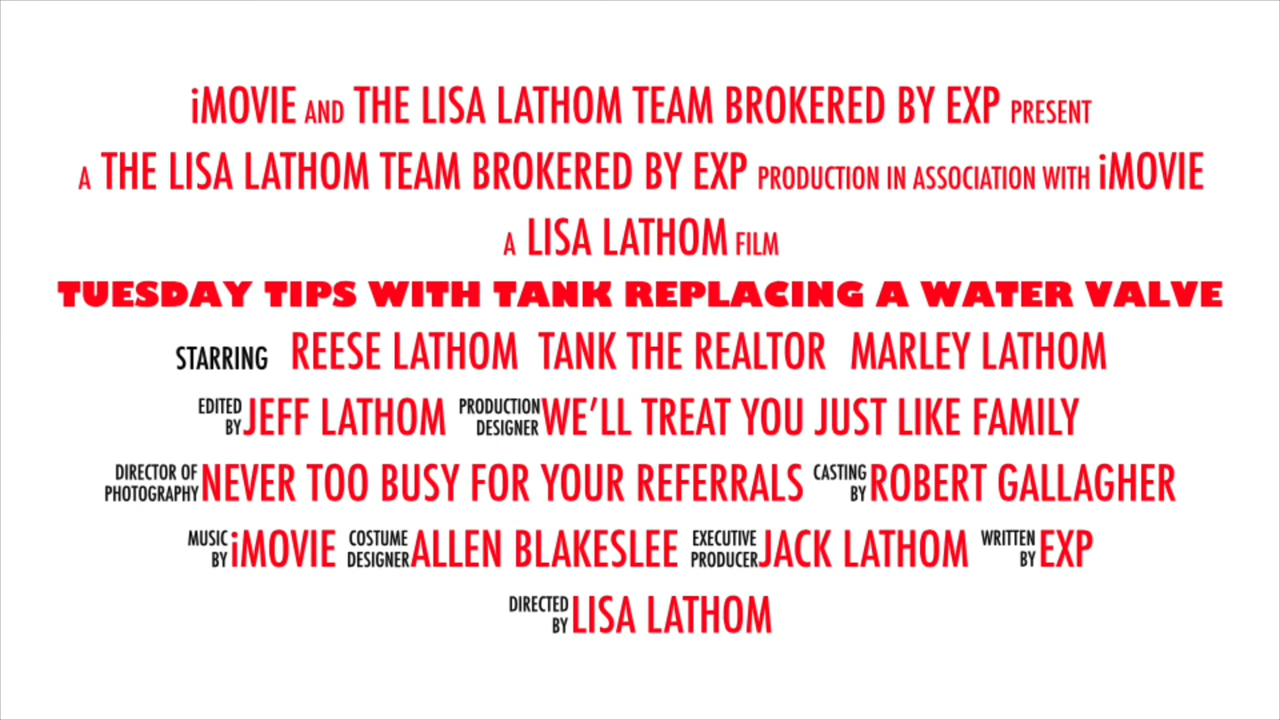 iMOVIE AND THE LISA LATHOM TEAM BROKERED BY EXP PRESENT
A THE LISA LATHOM TEAM BROKERED BY EXP PRODUCTION IN ASSOCIATION WITH iMOVIE
A LISA LATHOM FILM
TUESDAY TIPS WITH TANK REPLACING A WATER VALVE
STARRING REESE LATHOM TANK THE REALTOR MARLEY LATHOM
EDITED BY JEFF LATHOM PRODUCTION DESIGNER WE'LL TREAT YOU JUST LIKE FAMILY
DIRECTOR OF PHOTOGRAPHY NEVER TOO BUSY FOR YOUR REFERRALS CASTING BY ROBERT GALLAGHER
MUSIC BY iMOVIE COSTUME DESIGNER ALLEN BLAKESLEE EXECUTIVE PRODUCER JACK LATHOM WRITTEN BY EXP
DIRECTED BY LISA LATHOM